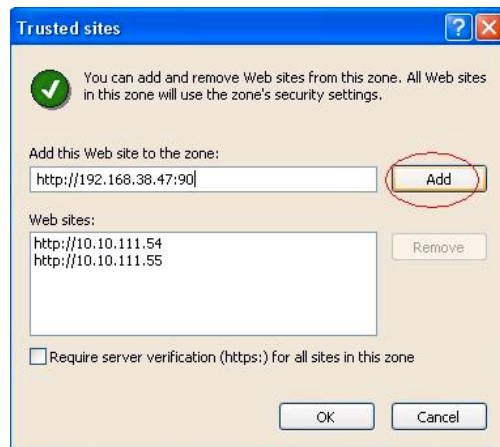 Trusted sites
You can add and remove Web sites from this zone. All Web sites
in this zone will use the zone's security settings.
Add this Web site to the zone:
http://192.168.38.47:90
Add
Web sites:
http://10.10.111.54
http://10.10.111.55
Remove
Require server verification (https:) for all sites in this zone
OK
Cancel